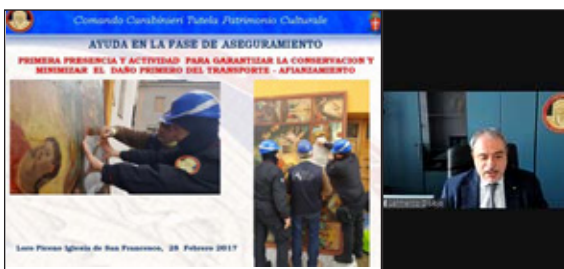 Comando Carabinieri Tutela Patrimonio Culturale
AYUDA EN LA FASE DE ASEGURAMIENTO
PRIMERA PRESENCIA Y ACTIVIDAD PARA GARANTIZAR LA CONSERVACION Y
MINIMIZAR EL DAÑO PRIMERO DEL TRANSPORTE - AFIANZAMIENTO
Loro Piceno Iglesia de San Francesco, 28 Febrero 2017